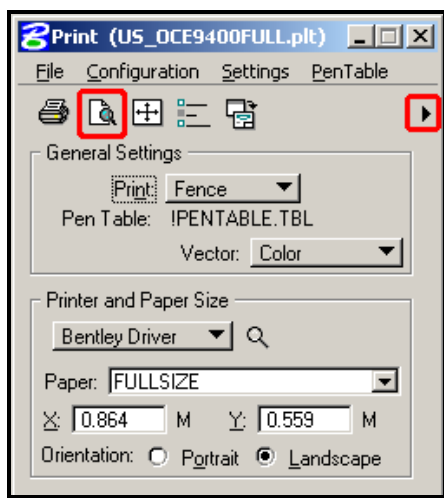 Print (US_OCE9400FULL.plt)
File Configuration Settings PenTable
General Settings
Print: Fence
Pen Table: !PENTABLE.TBL
Vector: Color
Printer and Paper Size
Bentley Driver
Paper: FULLSIZE
X: 0.864 M Y: 0.559 M
Orientation: Portrait Landscape